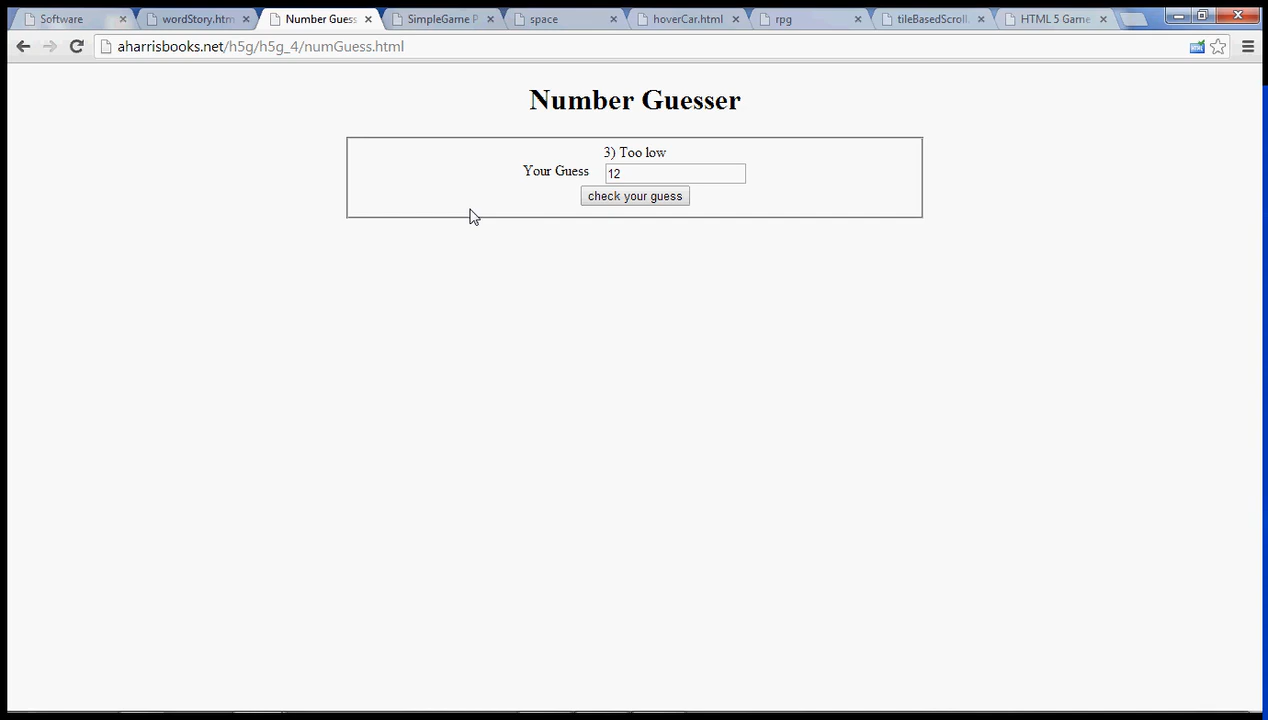 Software
wordStory.htm
Number Gues
SimpleGame P
space
hoverCar.html
rpg
tileBasedScroll.
HTML 5 Game
aharrisbooks.net/h5g/h5g_4/numGuess.html
Number Guesser
3) Too low
Your Guess 12
check your guess